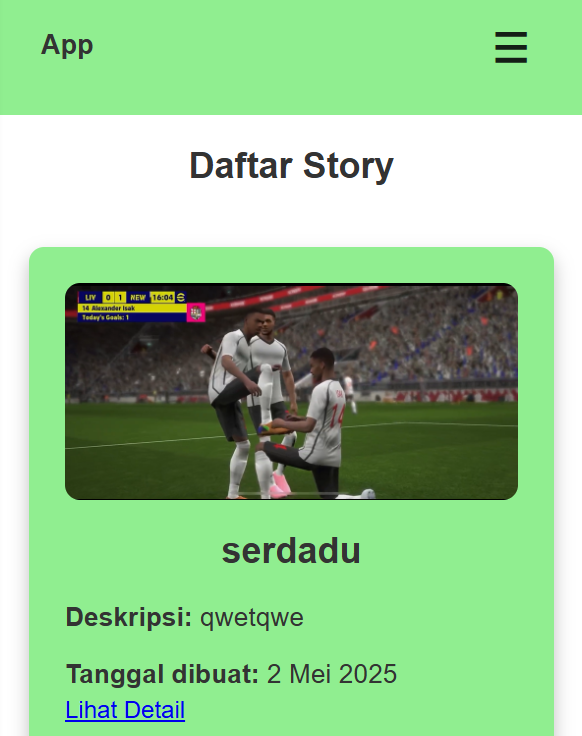 App
Daftar Story
LIV 0 1 NEW 16:04
14 Alexander Isak
Today's Goals: 1
14
serdadu
Deskripsi: qwetqwe
Tanggal dibuat: 2 Mei 2025
Lihat Detail